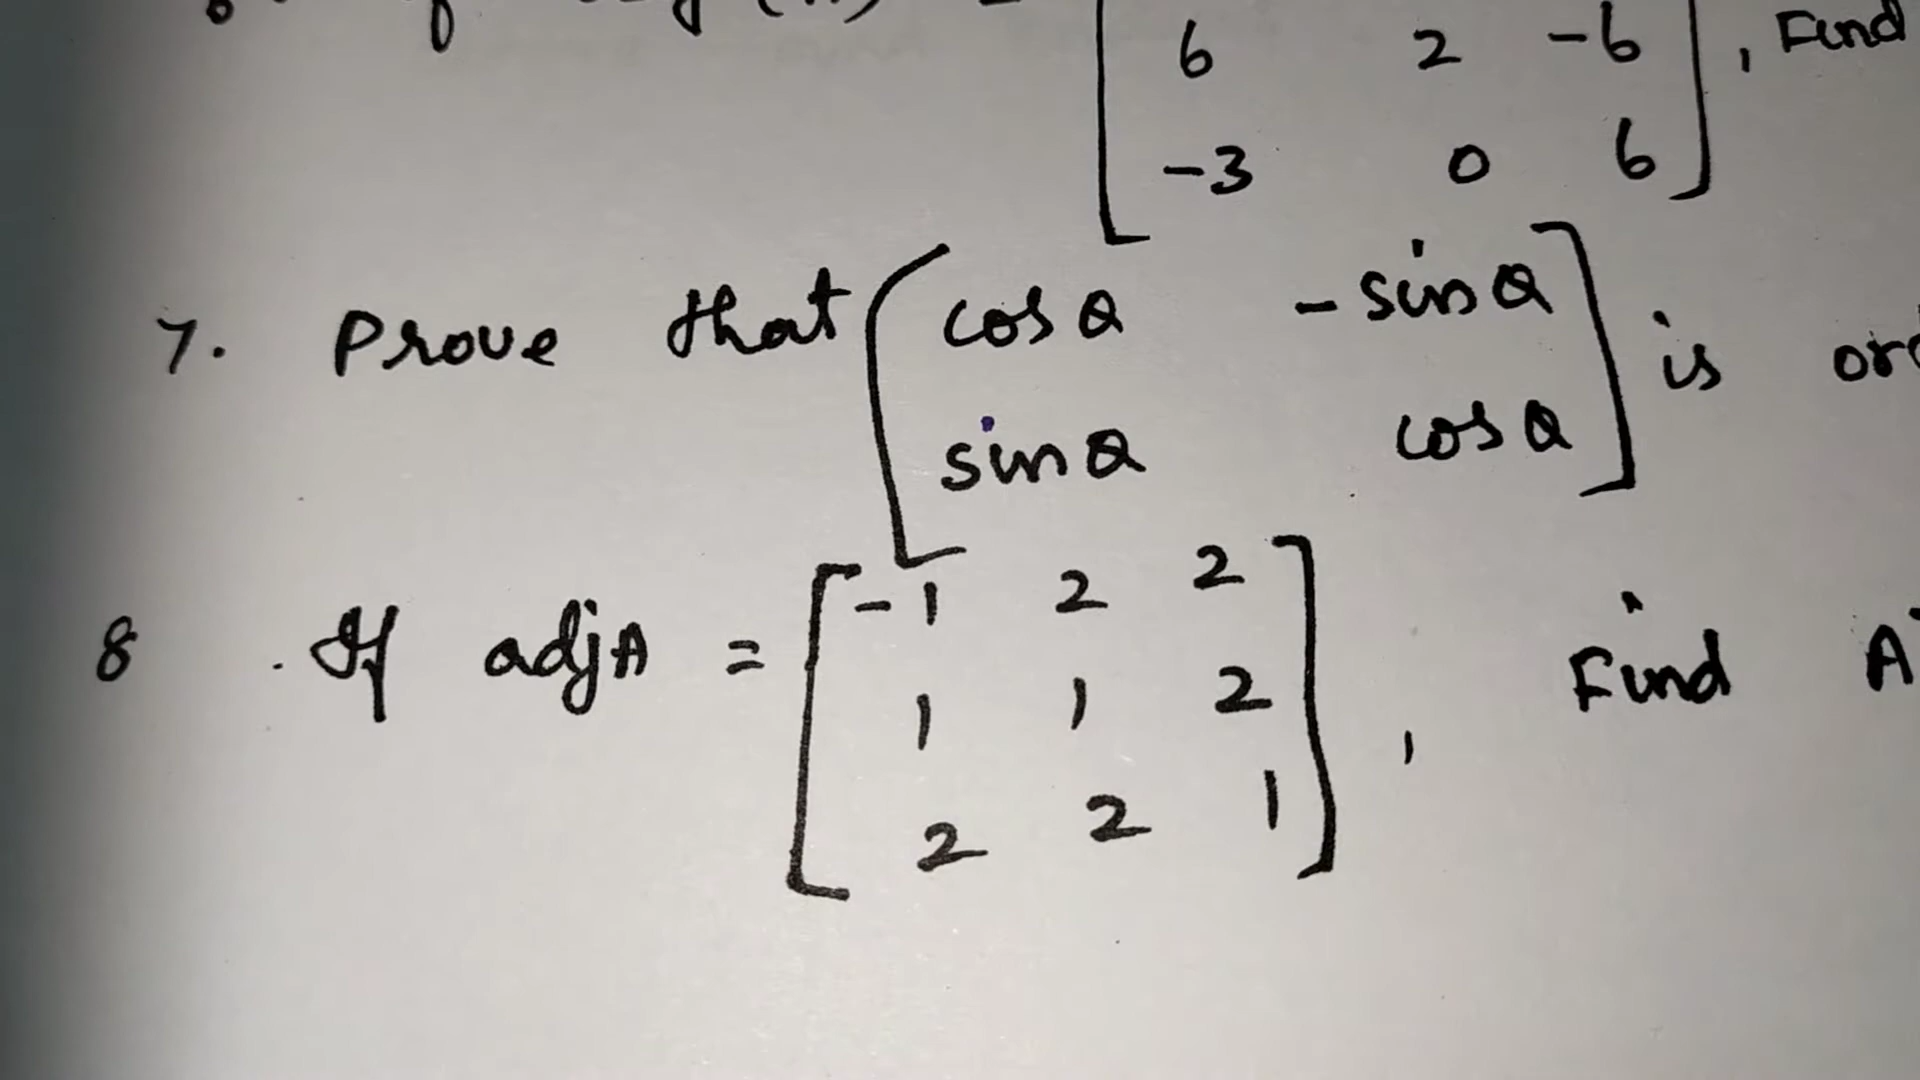 6 2 -6 , Find
-3 0 6
7. Prove that [cos Q -sin Q is
sin Q cos Q]
8. If adj A = [-1 2 2
1 1 2 , Find A
2 2 1]